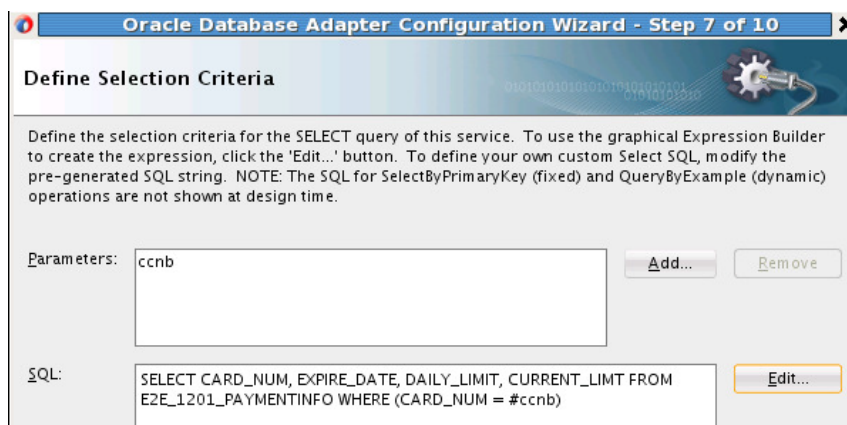 Oracle Database Adapter Configuration Wizard - Step 7 of 10
Define Selection Criteria
Define the selection criteria for the SELECT query of this service. To use the graphical Expression Builder
to create the expression, click the 'Edit...' button. To define your own custom Select SQL, modify the
pre-generated SQL string. NOTE: The SQL for SelectByPrimaryKey (fixed) and QueryByExample (dynamic)
operations are not shown at design time.
Parameters:
ccnb
Add...
Remove
SQL:
SELECT CARD_NUM, EXPIRE_DATE, DAILY_LIMIT, CURRENT_LIMT FROM
E2E_1201_PAYMENTINFO WHERE (CARD_NUM = #ccnb)
Edit...